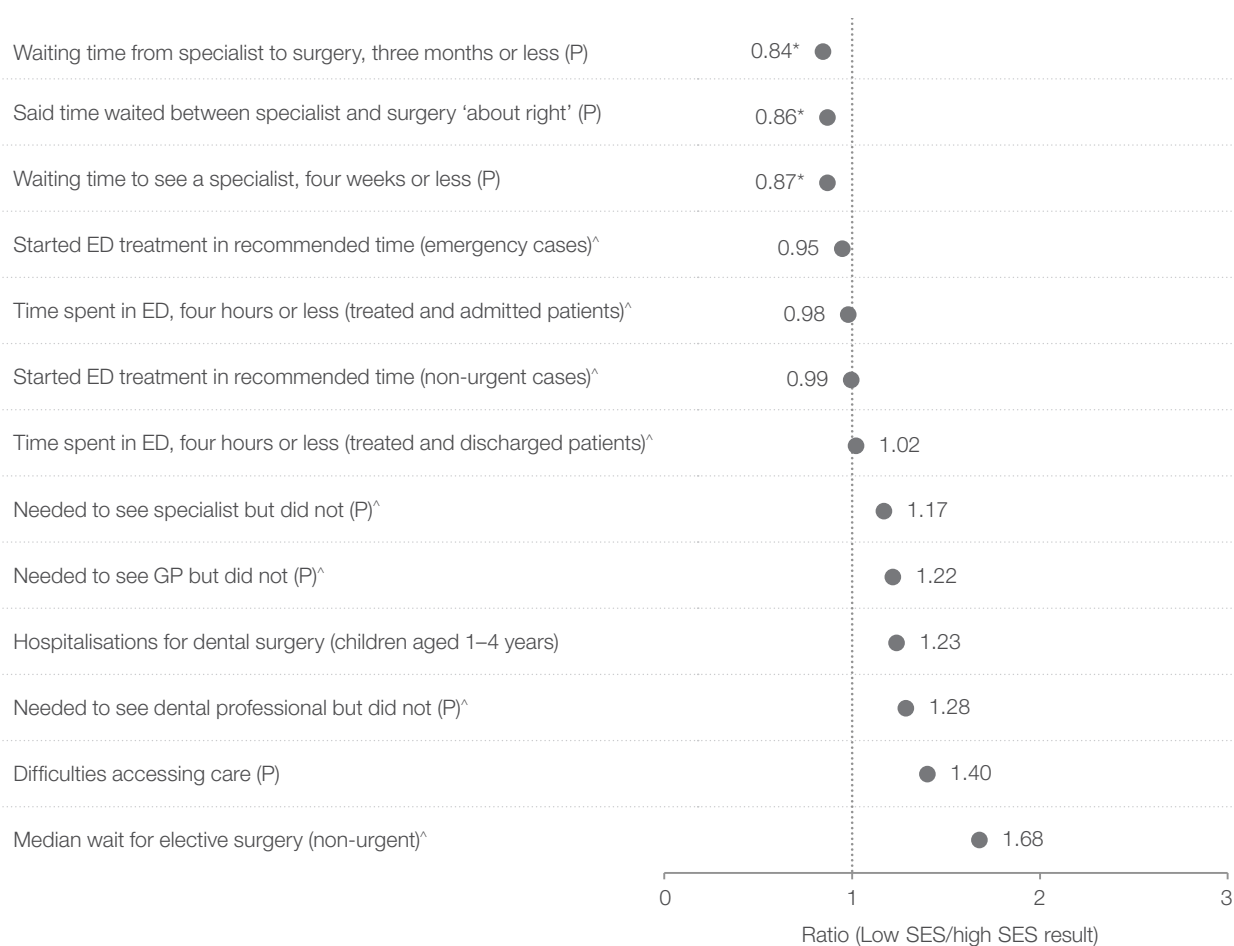 Waiting time from specialist to surgery, three months or less (P) 0.84*
Said time waited between specialist and surgery ‘about right’ (P) 0.86*
Waiting time to see a specialist, four weeks or less (P) 0.87*
Started ED treatment in recommended time (emergency cases)^ 0.95
Time spent in ED, four hours or less (treated and admitted patients)^ 0.98
Started ED treatment in recommended time (non-urgent cases)^ 0.99
Time spent in ED, four hours or less (treated and discharged patients)^ 1.02
Needed to see specialist but did not (P)^ 1.17
Needed to see GP but did not (P)^ 1.22
Hospitalisations for dental surgery (children aged 1–4 years) 1.23
Needed to see dental professional but did not (P)^ 1.28
Difficulties accessing care (P) 1.40
Median wait for elective surgery (non-urgent)^ 1.68
0 1 2 3
Ratio (Low SES/high SES result)